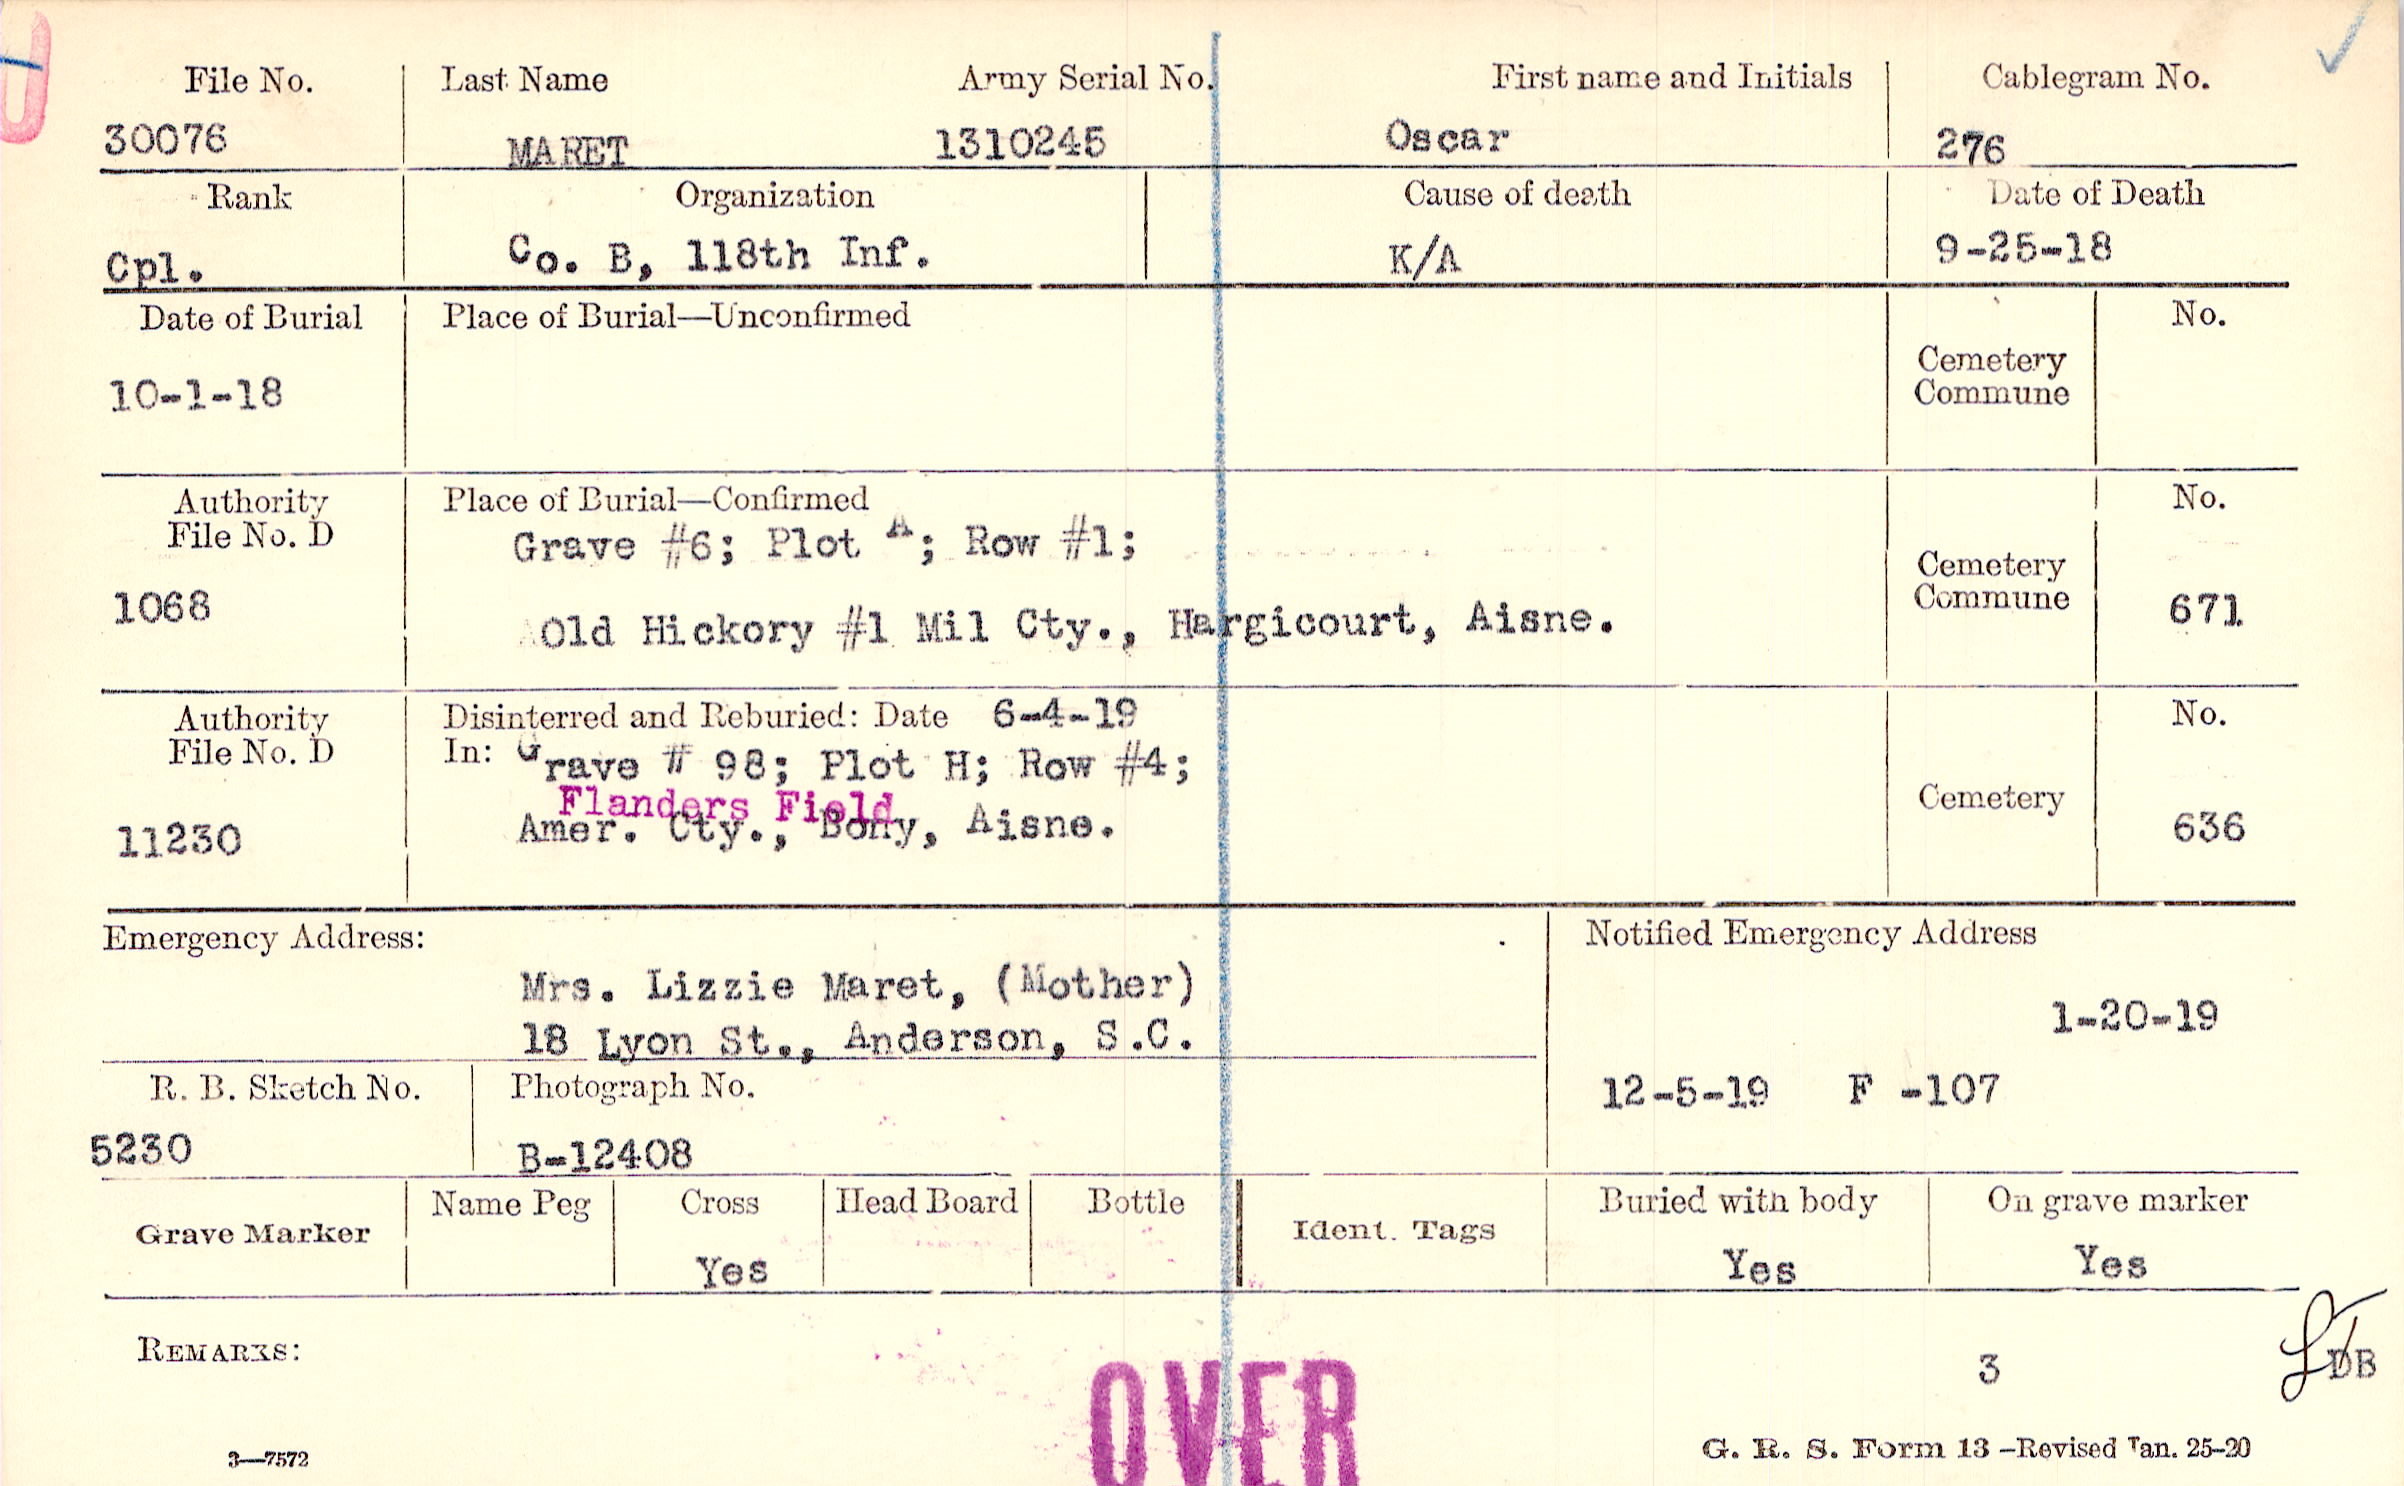 File No. Last Name Army Serial No. First name and Initials Cablegram No.
30076 MARET 1310245 Oscar 276
Rank Organization Cause of death Date of Death
Cpl. Co. B, 118th Inf. K/A 9-25-18
Date of Burial Place of Burial—Unconfirmed No.
10-1-18 Cemetery
Commune
Authority Place of Burial—Confirmed No.
File No. D Grave #6; Plot A; Row #1;
1068 Old Hickory #1 Mil Cty., Hargicourt, Aisne. Cemetery
Commune 671
Authority Disinterred and Reburied: Date 6-4-19 No.
File No. D In: Grave # 98; Plot H; Row #4;
Flanders Field Cemetery
11230 Amer. Cty., Bony, Aisne. 636
Emergency Address: Notified Emergency Address
Mrs. Lizzie Maret, (Mother) 1-20-19
18 Lyon St., Anderson, S.C.
R. B. Sketch No. Photograph No. 12-5-19 F -107
5230 B-12408
Grave Marker Name Peg Cross Head Board Bottle Ident. Tags Buried with body On grave marker
Yes Yes Yes
REMARKS: 3 DB
OVER
3—7572 G. R. S. Form 13 -Revised Jan. 25-20